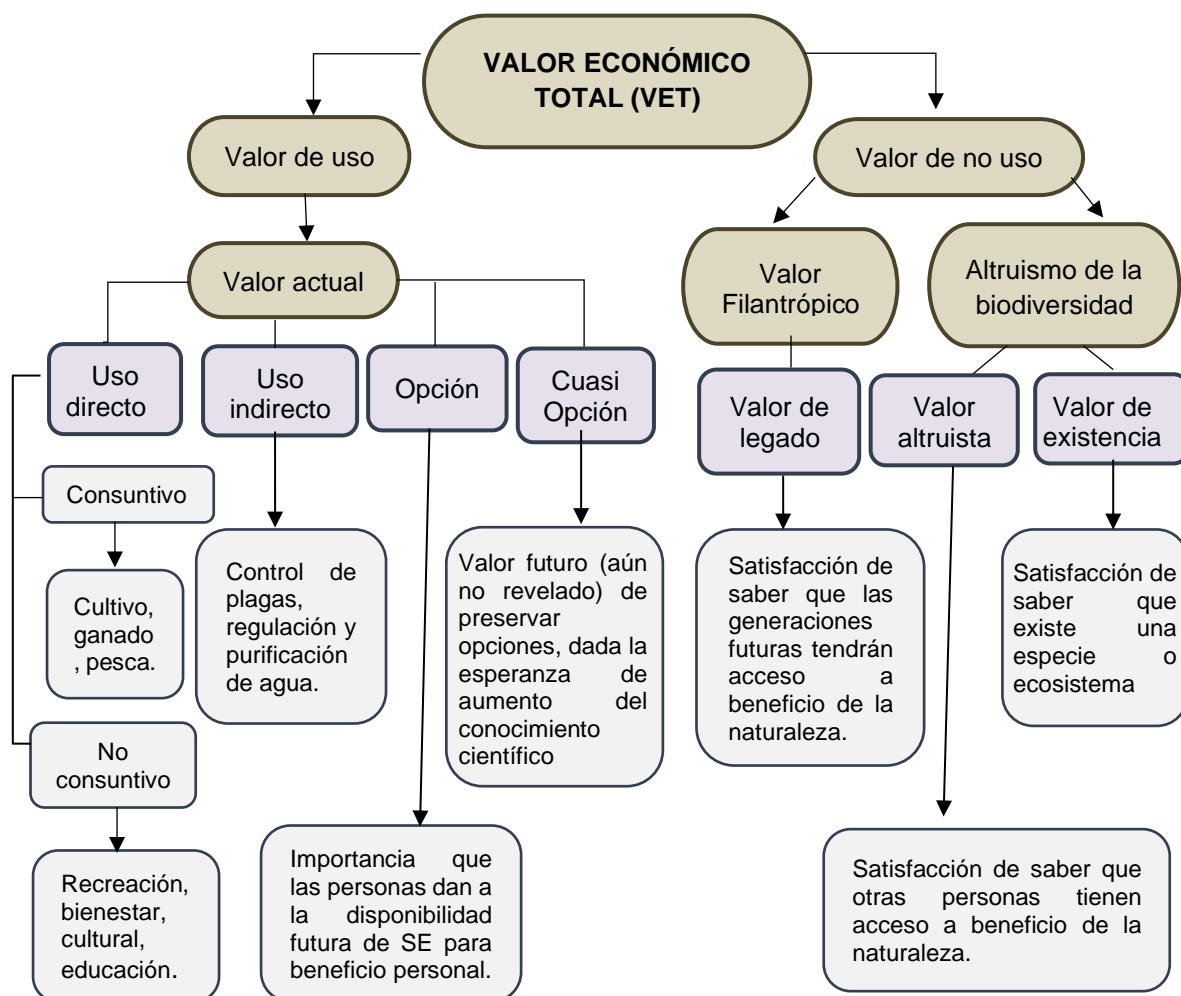 VALOR ECONÓMICO
TOTAL (VET)
Valor de uso
Valor de no uso
Valor actual
Valor
Filantrópico
Altruismo de la
biodiversidad
Uso
directo
Uso
indirecto
Opción
Cuasi
Opción
Valor de
legado
Valor
altruista
Valor de
existencia
Consuntivo
Cultivo,
ganado
, pesca.
No
consuntivo
Recreación,
bienestar,
cultural,
educación.
Control de
plagas,
regulación y
purificación
de agua.
Importancia que
las personas dan a
la disponibilidad
futura de SE para
beneficio personal.
Valor futuro (aún
no revelado) de
preservar
opciones, dada la
esperanza de
aumento del
conocimiento
científico
Satisfacción de
saber que las
generaciones
futuras tendrán
acceso a
beneficio de la
naturaleza.
Satisfacción de saber que
otras personas tienen
acceso a beneficio de la
naturaleza.
Satisfacción de
saber que
existe una
especie o
ecosistema